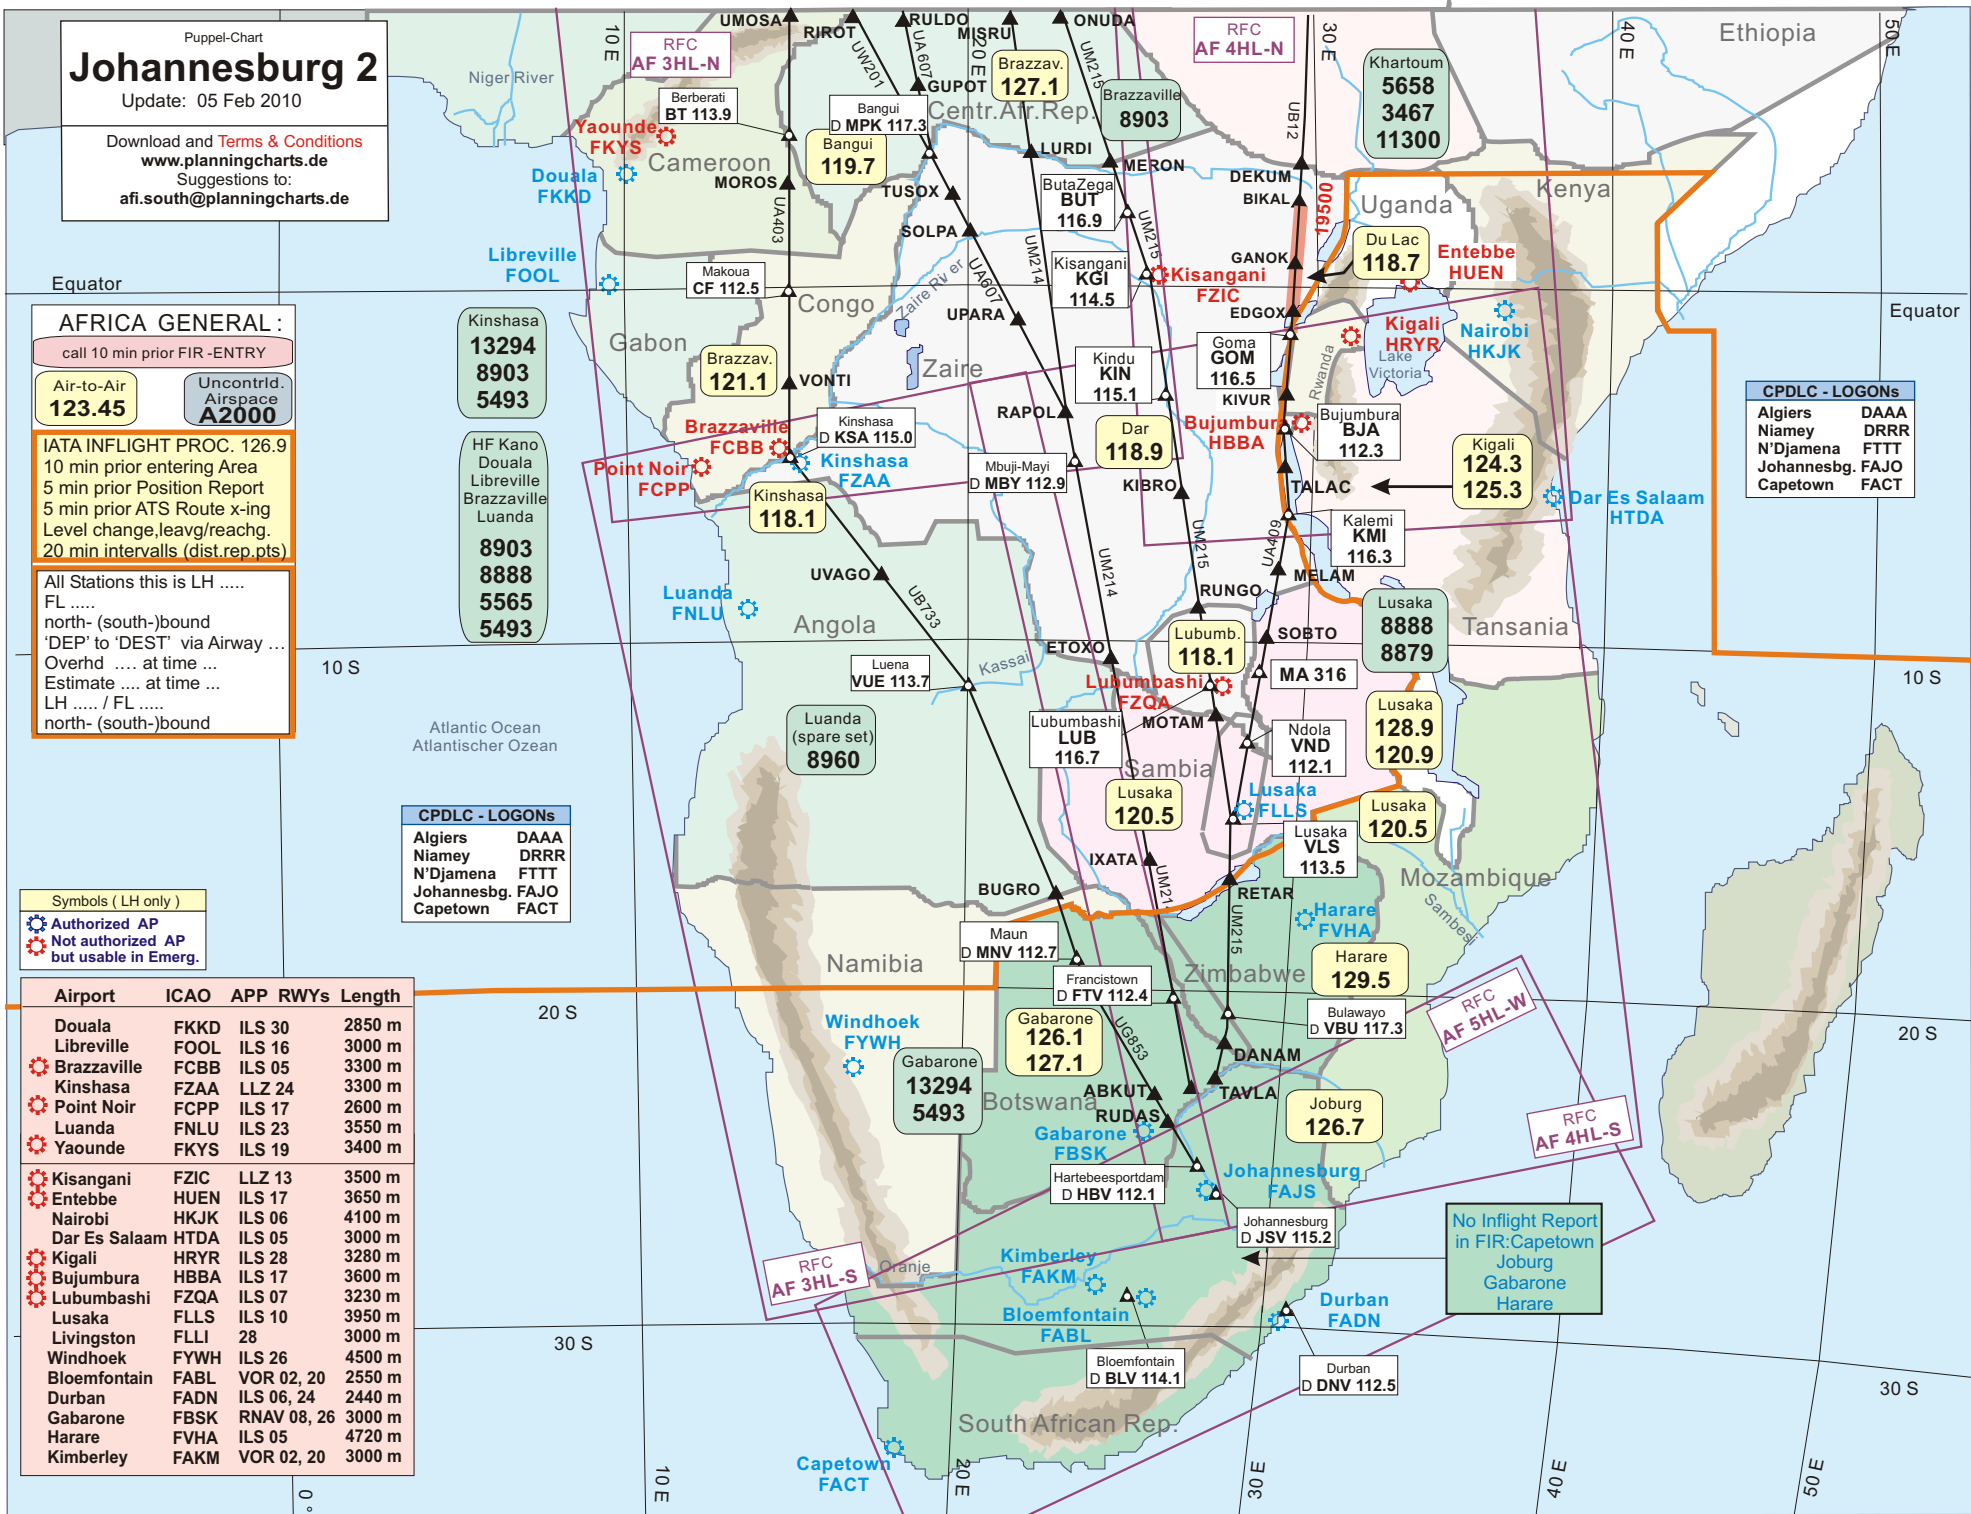 Puppel-Chart
Johannesburg 2
Update: 05 Feb 2010
Download and Terms & Conditions
www.planningcharts.de
Suggestions to:
afi.south@planningcharts.de
UMOSA
RIROT
RULDO
MISRU
ONUDA
UW201
UA607
20 E
UM215
10 E
30 E
40 E
50 E
Ethiopia
Niger River
RFC
AF 3HL-N
RFC
AF 4HL-N
Brazzav.
127.1
Brazzaville
8903
Khartoum
5658
3467
11300
UB12
GUPOT
Centr.Afr.Rep.
Berberati
BT 113.9
Bangui
D MPK 117.3
Bangui
119.7
Yaounde
FKYS
Cameroon
Douala
FKKD
MOROS
UA403
TUSOX
SOLPA
LURDI
MERON
ButaZega
BUT
116.9
UM214
UM215
UA607
DEKUM
BIKAL
19500
GANOK
EDGOX
Uganda
Kenya
Du Lac
118.7
Entebbe
HUEN
Kisangani
KGI
114.5
Kisangani
FZIC
Libreville
FOOL
Equator
Makoua
CF 112.5
Congo
Zaire River
UPARA
Equator
Gabon
Zaire
Brazzav.
121.1
VONTI
Kindu
KIN
115.1
Goma
GOM
116.5
KIVUR
Rwanda
Kigali
HRYR
Lake
Victoria
Nairobi
HKJK
AFRICA GENERAL :
call 10 min prior FIR -ENTRY
Air-to-Air
123.45
Uncontrld.
Airspace
A2000
IATA INFLIGHT PROC. 126.9
10 min prior entering Area
5 min prior Position Report
5 min prior ATS Route x-ing
Level change,leavg/reachg.
20 min intervalls (dist.rep.pts)
All Stations this is LH .....
FL .....
north- (south-)bound
‘DEP’ to ‘DEST’ via Airway ...
Overhd .... at time ...
Estimate .... at time ...
LH ..... / FL .....
north- (south-)bound
Kinshasa
13294
8903
5493
HF Kano
Douala
Libreville
Brazzaville
Luanda
8903
8888
5565
5493
RAPOL
Brazzaville
FCBB
Kinshasa
D KSA 115.0
Kinshasa
FZAA
Point Noir
FCPP
Kinshasa
118.1
Mbuji-Mayi
D MBY 112.9
Dar
118.9
KIBRO
Bujumbura
HBBA
Bujumbura
BJA
112.3
TALAC
Kigali
124.3
125.3
Dar Es Salaam
HTDA
Kalemi
KMI
116.3
CPDLC - LOGONs
Algiers DAAA
Niamey DRRR
N’Djamena FTTT
Johannesbg. FAJO
Capetown FACT
UVAGO
UB733
UM214
UM215
UA409
MELAM
RUNGO
Luanda
FNLU
Angola
Lubumb.
118.1
SOBTO
Lusaka
8888
8879
Tansania
10 S
Luena
VUE 113.7
Kassai
ETOXO
Lubumbashi
FZQA
MA 316
10 S
Atlantic Ocean
Atlantischer Ozean
Luanda
(spare set)
8960
Lubumbashi
LUB
116.7
MOTAM
Ndola
VND
112.1
Lusaka
128.9
120.9
Sambia
Lusaka
120.5
Lusaka
FLLS
Lusaka
120.5
Lusaka
VLS
113.5
CPDLC - LOGONs
Algiers DAAA
Niamey DRRR
N’Djamena FTTT
Johannesbg. FAJO
Capetown FACT
IXATA
BUGRO
RETAR
UM215
Mozambique
Sambesi
Harare
FVHA
Harare
129.5
Symbols ( LH only )
Authorized AP
Not authorized AP
but usable in Emerg.
Namibia
Maun
D MNV 112.7
Francistown
D FTV 112.4
Zimbabwe
Bulawayo
D VBU 117.3
RFC
AF 5HL-W
20 S
20 S
Windhoek
FYWH
Gabarone
126.1
127.1
UG853
Gabarone
13294
5493
DANAM
TAVLA
ABKUT
RUDAS
Botswana
Gabarone
FBSK
Joburg
126.7
RFC
AF 4HL-S
Hartebeesportdam
D HBV 112.1
Johannesburg
FAJS
Johannesburg
D JSV 115.2
No Inflight Report
in FIR:Capetown
Joburg
Gabarone
Harare
RFC
AF 3HL-S
Oranje
Kimberley
FAKM
Bloemfontain
FABL
Durban
FADN
Bloemfontain
D BLV 114.1
Durban
D DNV 112.5
30 S
30 S
South African Rep.
Capetown
FACT
Airport ICAO APP RWYs Length
Douala FKKD ILS 30 2850 m
Libreville FOOL ILS 16 3000 m
Brazzaville FCBB ILS 05 3300 m
Kinshasa FZAA LLZ 24 3300 m
Point Noir FCPP ILS 17 2600 m
Luanda FNLU ILS 23 3550 m
Yaounde FKYS ILS 19 3400 m
Kisangani FZIC LLZ 13 3500 m
Entebbe HUEN ILS 17 3650 m
Nairobi HKJK ILS 06 4100 m
Dar Es Salaam HTDA ILS 05 3000 m
Kigali HRYR ILS 28 3280 m
Bujumbura HBBA ILS 17 3600 m
Lubumbashi FZQA ILS 07 3230 m
Lusaka FLLS ILS 10 3950 m
Livingston FLLI 28 3000 m
Windhoek FYWH ILS 26 4500 m
Bloemfontain FABL VOR 02, 20 2550 m
Durban FADN ILS 06, 24 2440 m
Gabarone FBSK RNAV 08, 26 3000 m
Harare FVHA ILS 05 4720 m
Kimberley FAKM VOR 02, 20 3000 m
0 °
10 E
20 E
30 E
40 E
50 E